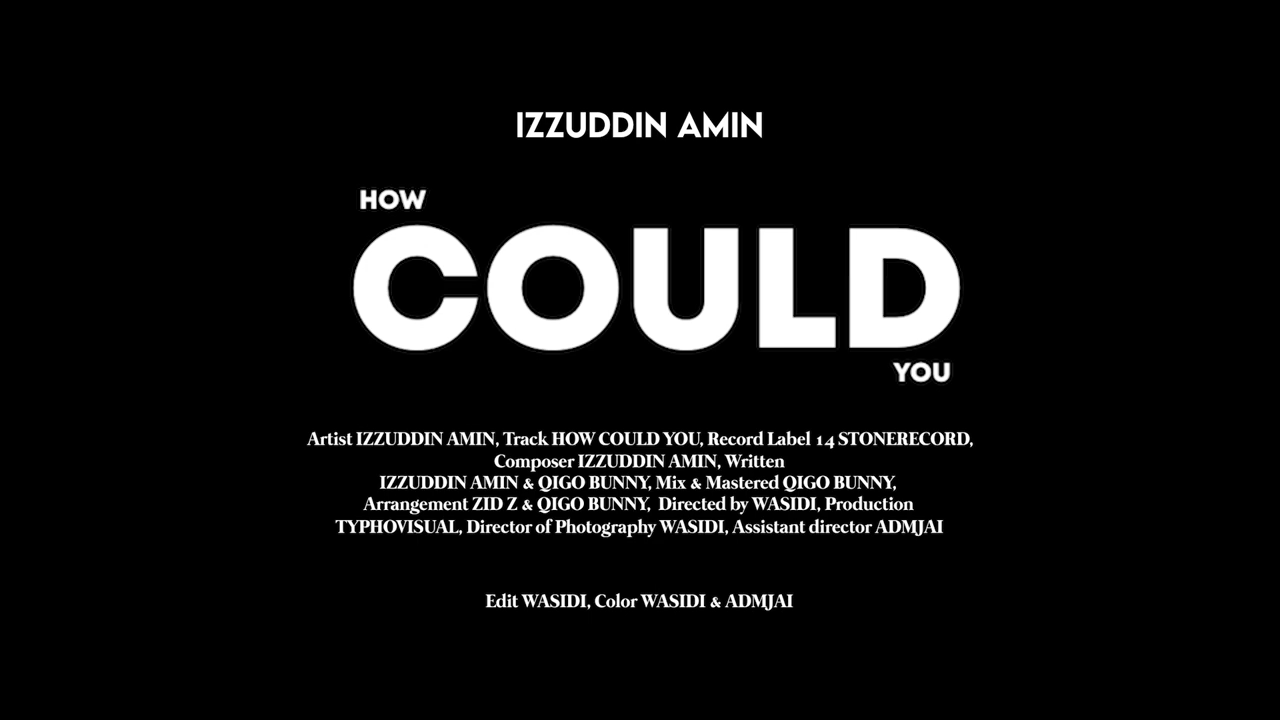 IZZUDDIN AMIN
HOW
COULD
YOU
Artist IZZUDDIN AMIN, Track HOW COULD YOU, Record Label 14 STONERECORD,
Composer IZZUDDIN AMIN, Written
IZZUDDIN AMIN & QIGO BUNNY, Mix & Mastered QIGO BUNNY,
Arrangement ZID Z & QIGO BUNNY, Directed by WASIDI, Production
TYPHOVISUAL, Director of Photography WASIDI, Assistant director ADMJAI
Edit WASIDI, Color WASIDI & ADMJAI